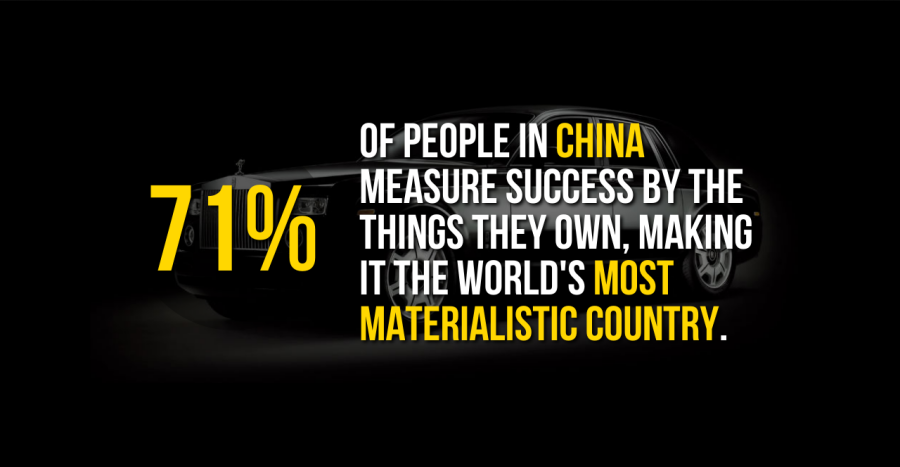 71%
OF PEOPLE IN CHINA
MEASURE SUCCESS BY THE
THINGS THEY OWN, MAKING
IT THE WORLD'S MOST
MATERIALISTIC COUNTRY.